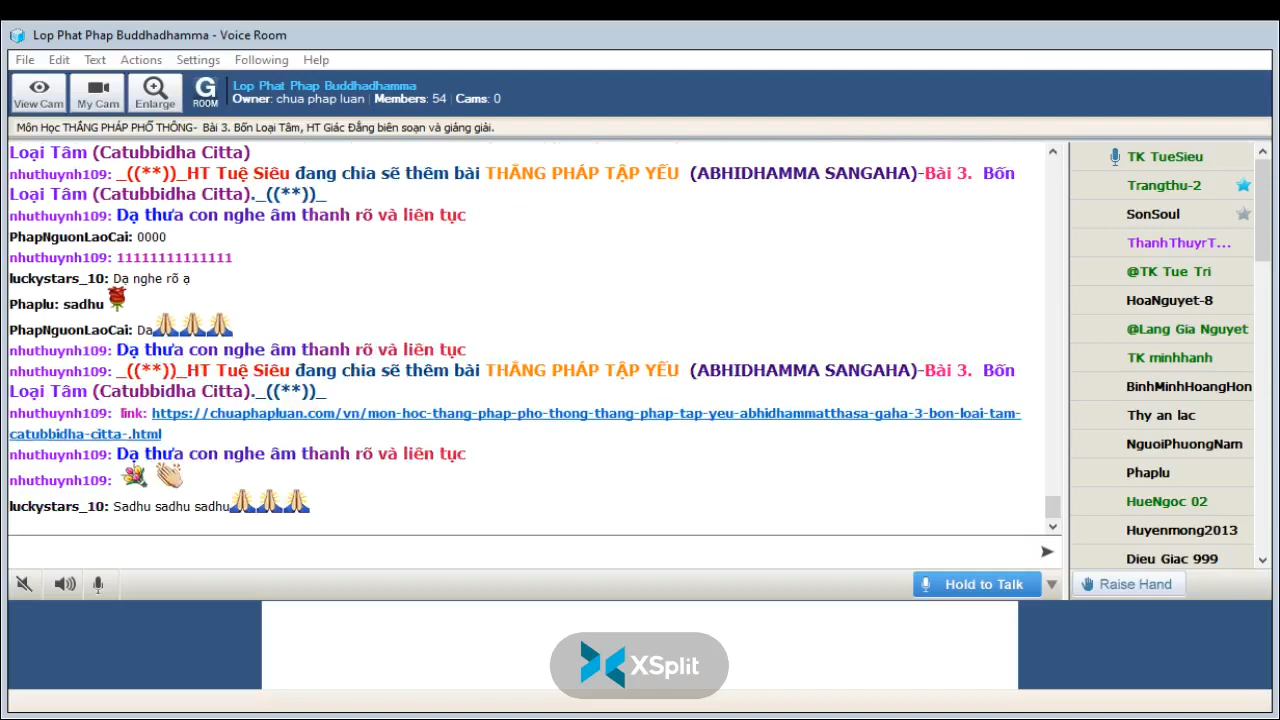 Lop Phat Phap Buddhadhamma - Voice Room
File Edit Text Actions Settings Following Help
View Cam My Cam Enlarge G ROOM
Lop Phat Phap Buddhadhamma
Owner: chua phap luan | Members: 54 | Cams: 0
Môn Học THẮNG PHÁP PHỔ THÔNG- Bài 3. Bốn Loại Tâm, HT Giác Đẳng biên soạn và giảng giải.
Loại Tâm (Catubbidha Citta)
nhuthuynh109: _((**))_HT Tuệ Siêu đang chia sẽ thêm bài THẮNG PHÁP TẬP YẾU (ABHIDHAMMA SANGAHA)-Bài 3. Bốn
Loại Tâm (Catubbidha Citta)._((**))_
nhuthuynh109: Dạ thưa con nghe âm thanh rõ và liên tục
PhapNguonLaoCai: 0000
nhuthuynh109: 11111111111111
luckystars_10: Dạ nghe rõ ạ
Phaplu: sadhu
PhapNguonLaoCai: Da
nhuthuynh109: Dạ thưa con nghe âm thanh rõ và liên tục
nhuthuynh109: _((**))_HT Tuệ Siêu đang chia sẽ thêm bài THẮNG PHÁP TẬP YẾU (ABHIDHAMMA SANGAHA)-Bài 3. Bốn
Loại Tâm (Catubbidha Citta)._((**))_
nhuthuynh109: link: https://chuaphapluan.com/vn/mon-hoc-thang-phap-pho-thong-thang-phap-tap-yeu-abhidhammatthasa-gaha-3-bon-loai-tam-
catubbidha-citta-.html
nhuthuynh109: Dạ thưa con nghe âm thanh rõ và liên tục
nhuthuynh109:
luckystars_10: Sadhu sadhu sadhu
TK TueSieu
Trangthu-2
SonSoul
ThanhThuyrT...
@TK Tue Tri
HoaNguyet-8
@Lang Gia Nguyet
TK minhhanh
BinhMinhHoangHon
Thy an lac
NguoiPhuongNam
Phaplu
HueNgoc 02
Huyenmong2013
Dieu Giac 999
Hold to Talk
Raise Hand
XSplit